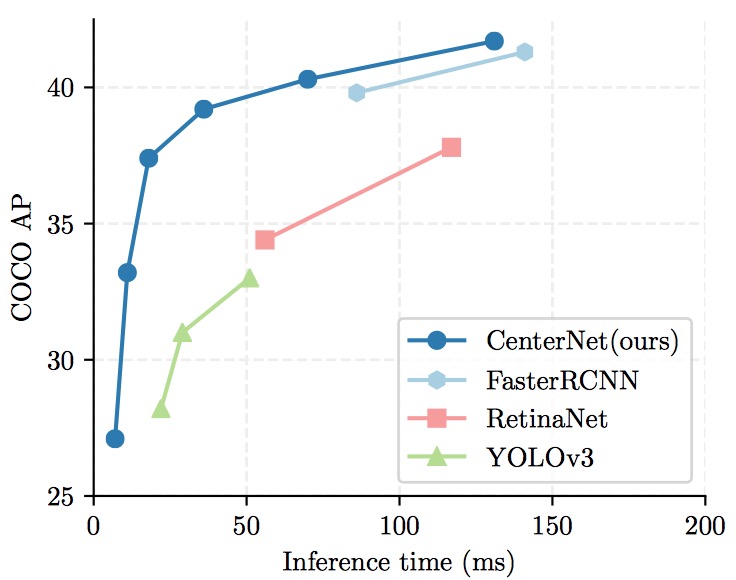 40
35
30
25
COCO AP
CenterNet(ours)
FasterRCNN
RetinaNet
YOLOv3
0 50 100 150 200
Inference time (ms)